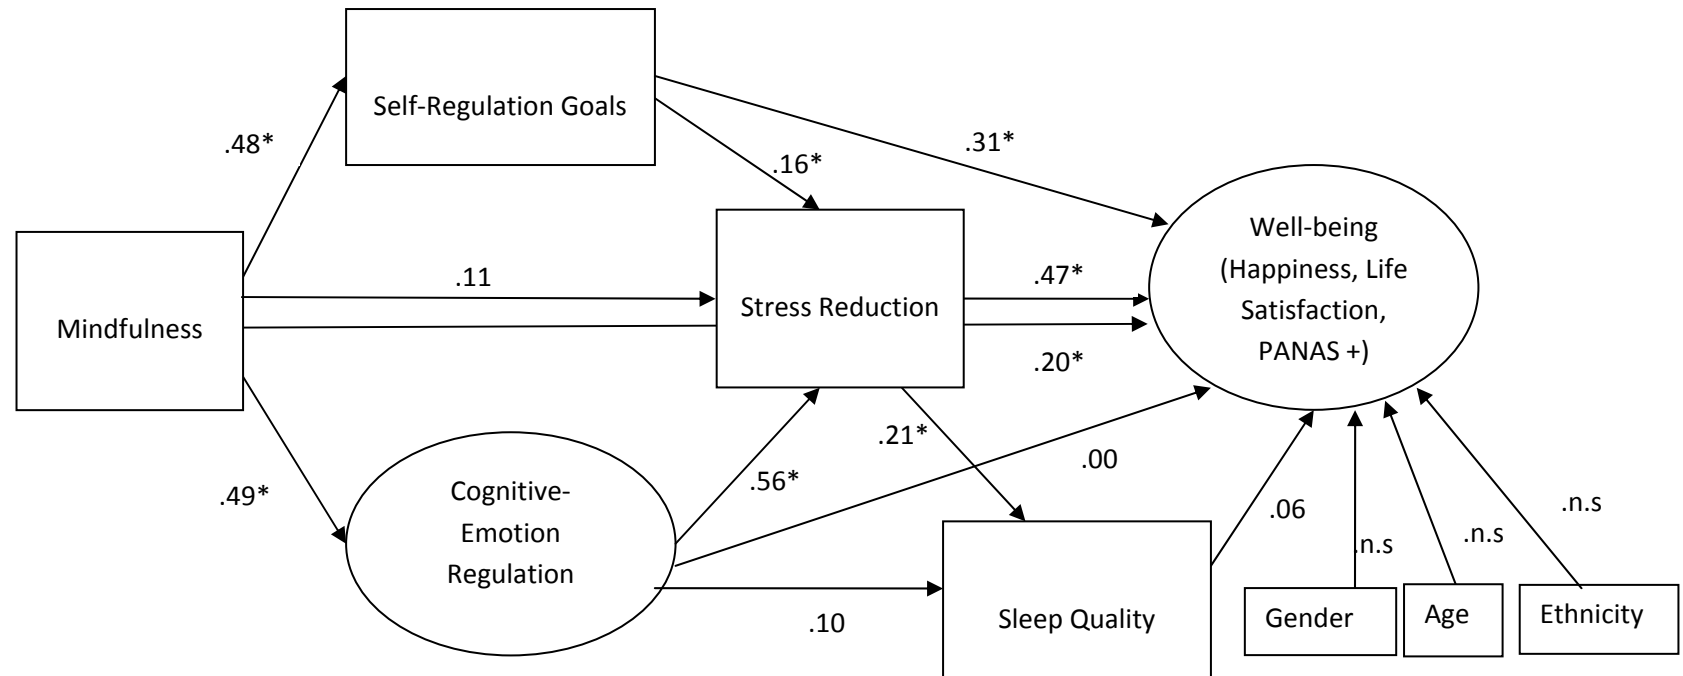 Self-Regulation Goals
.48*
.31*
.16*
Well-being
(Happiness, Life
Satisfaction,
PANAS +)
.11
.47*
Stress Reduction
Mindfulness
.20*
.21*
.00
.49*
Cognitive-
Emotion
Regulation
.56*
.06
.n.s
.n.s
.n.s
.10
Sleep Quality
Gender
Age
Ethnicity